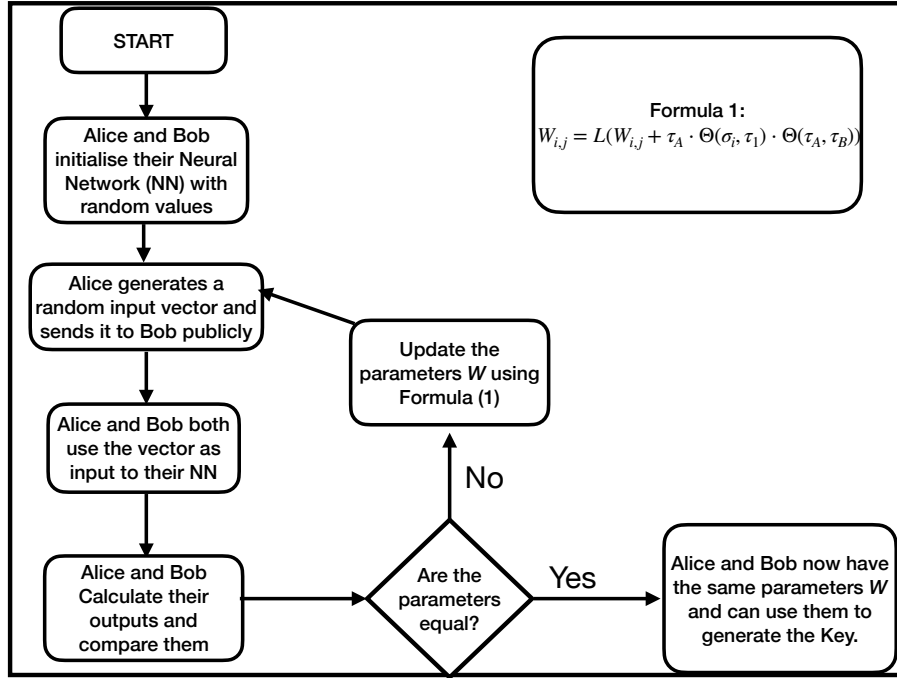 START
Alice and Bob
initialise their Neural
Network (NN) with
random values
Alice generates a
random input vector and
sends it to Bob publicly
Alice and Bob both
use the vector as
input to their NN
Alice and Bob
Calculate their
outputs and
compare them
Are the
parameters
equal?
No
Update the
parameters W using
Formula (1)
Yes
Alice and Bob now have
the same parameters W
and can use them to
generate the Key.
Formula 1:
W_{i,j} = L(W_{i,j} + τ_A · Θ(σ_i, τ_1) · Θ(τ_A, τ_B))